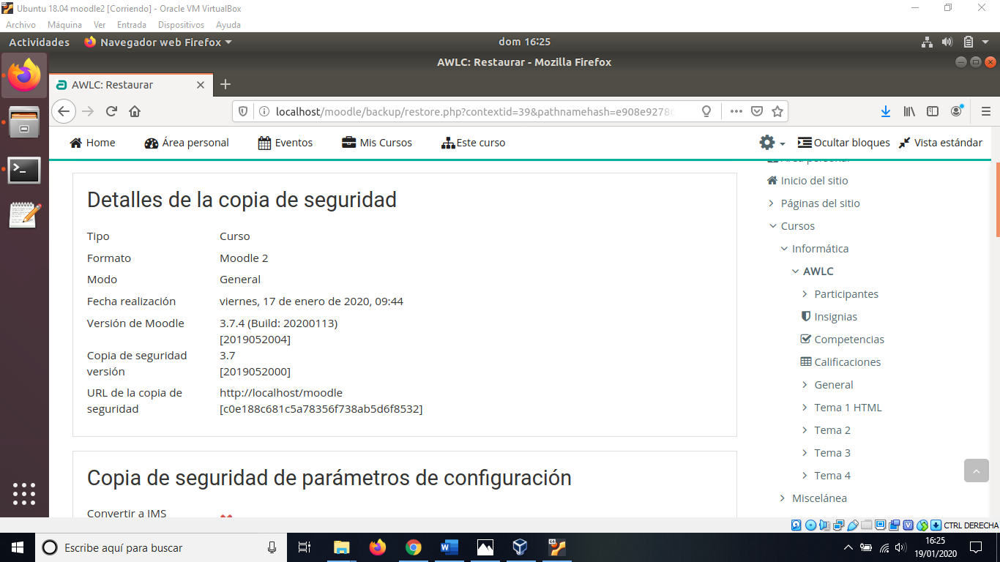 Ubuntu 18.04 moodle2 [Corriendo] - Oracle VM VirtualBox
Archivo Máquina Ver Entrada Dispositivos Ayuda
Actividades Navegador web Firefox dom 16:25
AWLC: Restaurar - Mozilla Firefox
AWLC: Restaurar
localhost/moodle/backup/restore.php?contextid=39&pathnamehash=e908e9278
Home Área personal Eventos Mis Cursos Este curso Ocultar bloques Vista estándar
Detalles de la copia de seguridad
Tipo Curso
Formato Moodle 2
Modo General
Fecha realización viernes, 17 de enero de 2020, 09:44
Versión de Moodle 3.7.4 (Build: 20200113)
[2019052004]
Copia de seguridad 3.7
versión [2019052000]
URL de la copia de http://localhost/moodle
seguridad [c0e188c681c5a78356f738ab5d6f8532]
Copia de seguridad de parámetros de configuración
Convertir a IMS
Área personal
Inicio del sitio
Páginas del sitio
Cursos
Informática
AWLC
Participantes
Insignias
Competencias
Calificaciones
General
Tema 1 HTML
Tema 2
Tema 3
Tema 4
Miscelánea
CTRL DERECHA
Escribe aquí para buscar
64
16:25
19/01/2020